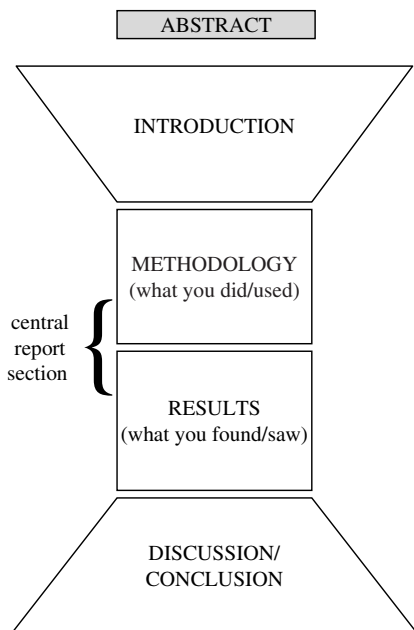 ABSTRACT
INTRODUCTION
METHODOLOGY
(what you did/used)
central
report
section
RESULTS
(what you found/saw)
DISCUSSION/
CONCLUSION